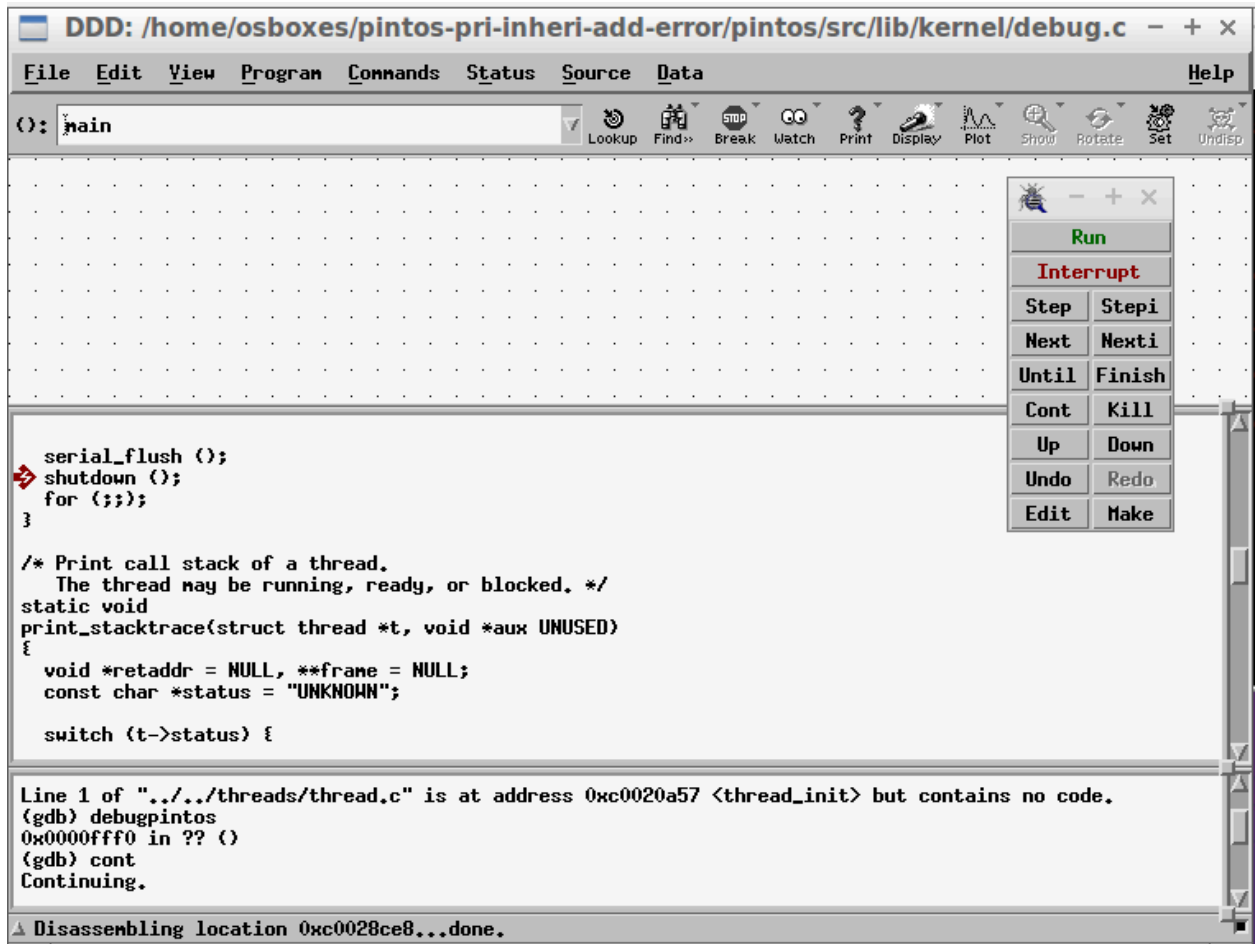 DDD: /home/osboxes/pintos-pri-inheri-add-error/pintos/src/lib/kernel/debug.c
File Edit View Program Commands Status Source Data Help
(): main
Lookup Find>> Break Watch Print Display Plot Show Rotate Set Undisp
Run
Interrupt
Step Stepi
Next Nexti
Until Finish
Cont Kill
Up Down
Undo Redo
Edit Make
serial_flush ();
shutdown ();
for (;;);
}
/* Print call stack of a thread.
The thread may be running, ready, or blocked. */
static void
print_stacktrace(struct thread *t, void *aux UNUSED)
{
void *retaddr = NULL, **frame = NULL;
const char *status = "UNKNOWN";
switch (t->status) {
Line 1 of "../../threads/thread.c" is at address 0xc0020a57 <thread_init> but contains no code.
(gdb) debugpintos
0x0000fff0 in ?? ()
(gdb) cont
Continuing.
Disassembling location 0xc0028ce8...done.